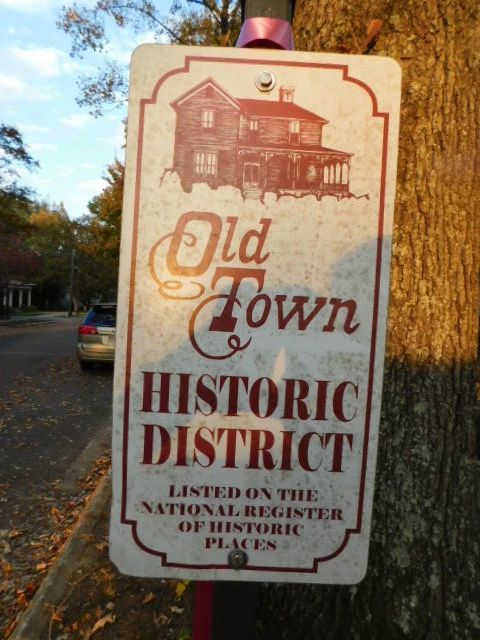 Old
Town
HISTORIC
DISTRICT
LISTED ON THE
NATIONAL REGISTER
OF HISTORIC
PLACES